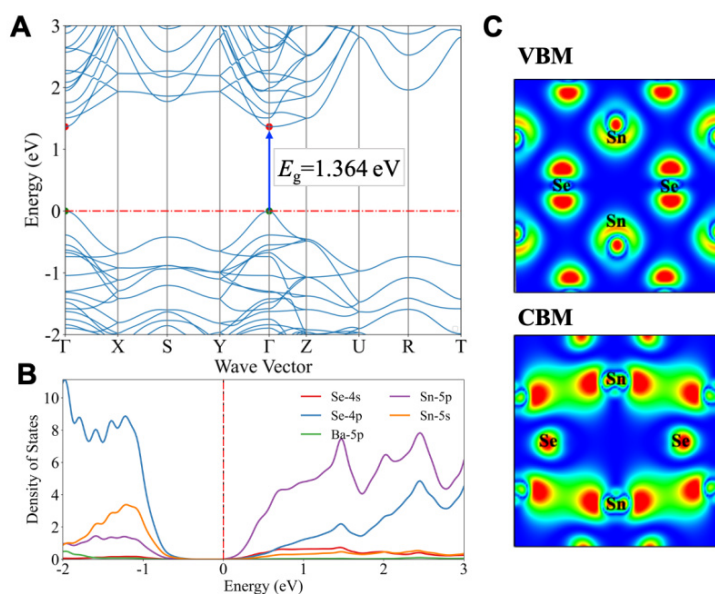 A
3
2
1
0
-1
-2
Energy (eV)
E_g=1.364 eV
Γ X S Y Γ Z U R T
Wave Vector
B
10
8
6
4
2
0
Density of States
Se-4s
Se-4p
Ba-5p
Sn-5p
Sn-5s
-2 -1 0 1 2 3
Energy (eV)
C
VBM
Sn
Se Se
Sn
CBM
Sn
Se Se
Sn